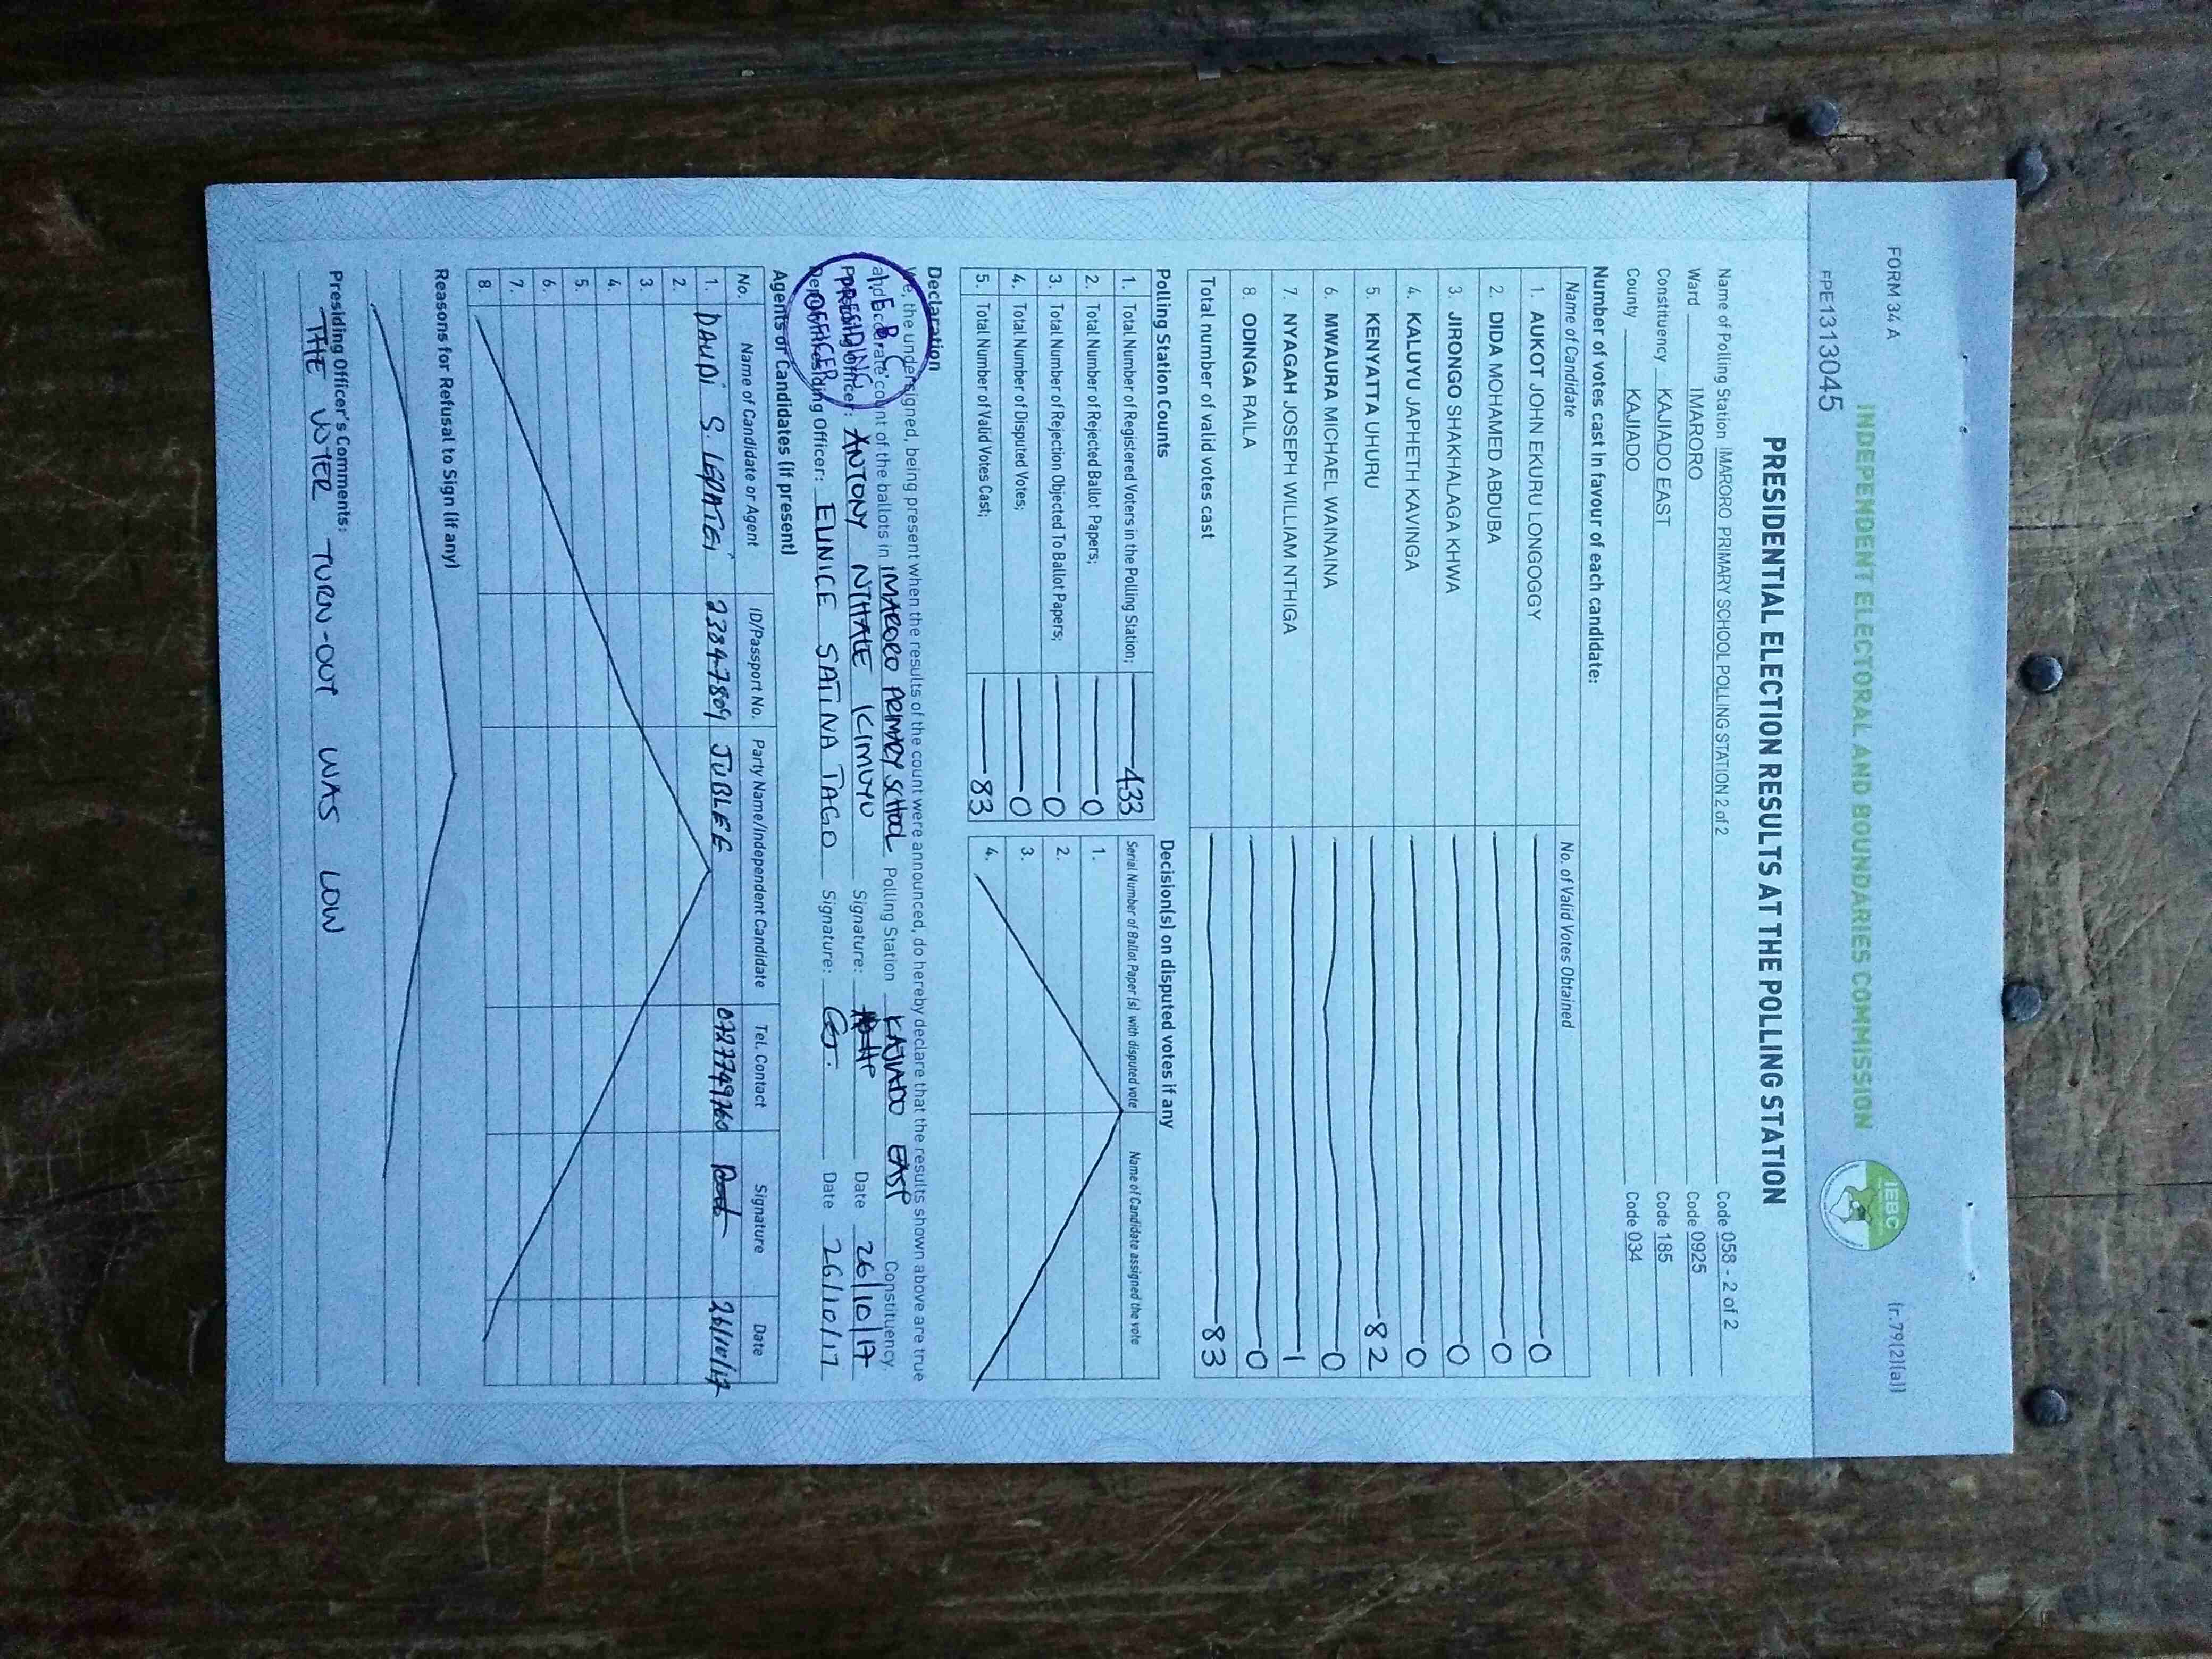 FORM 34 A
(r.79(2)(a))
INDEPENDENT ELECTORAL AND BOUNDARIES COMMISSION
IEBC
FPE1313045
PRESIDENTIAL ELECTION RESULTS AT THE POLLING STATION
Name of Polling Station IMARORO PRIMARY SCHOOL POLLING STATION 2 of 2 Code 058 - 2 of 2
Ward IMARORO Code 0925
Constituency KAJIADO EAST Code 185
County KAJIADO Code 034
Number of votes cast in favour of each candidate:
Name of Candidate No. of Valid Votes Obtained
1. AUKOT JOHN EKURU LONGOGGY 0
2. DIDA MOHAMED ABDUBA 0
3. JIRONGO SHAKHALAGA KHWA 0
4. KALUYU JAPHETH KAVINGA 0
5 KENYATTA UHURU 82
6. MWAURA MICHAEL WAINAINA 0
7. NYAGAH JOSEPH WILLIAM NTHIGA 1
8. ODINGA RAILA 0
Total number of valid votes cast 83
Polling Station Counts
1. Total Number of Registered Voters in the Polling Station; 433
2. Total Number of Rejected Ballot Papers; 0
3. Total Number of Rejection Objected To Ballot Papers; 0
4. Total Number of Disputed Votes; 0
5. Total Number of Valid Votes Cast; 83
Decision(s) on disputed votes if any
Serial Number of Ballot Paper(s) with disputed vote Name of Candidate assigned the vote
1.
2.
3.
4.
Declaration
We, the undersigned, being present when the results of the count were announced, do hereby declare that the results shown above are true
and accurate count of the ballots in IMARORO PRIMARY SCHOOL Polling Station KAJIADO EAST Constituency.
Presiding Officer: ANTONY NTHALE KIMUYU Signature: Date 26/10/17
Deputy Presiding Officer: EUNICE SATINA TAGO Signature: Date 26/10/17
I.E.B.C.
PRESIDING
OFFICER
Agents or Candidates (if present)
No. Name of Candidate or Agent ID/Passport No. Party Name/Independent Candidate Tel. Contact Signature Date
1. DAUDI S. 23847809 JUBLEE 0727749760 26/10/17
2.
3.
4.
5.
6.
7.
8.
Reasons for Refusal to Sign (if any)
Presiding Officer's Comments:
THE VOTER TURN-OUT WAS LOW